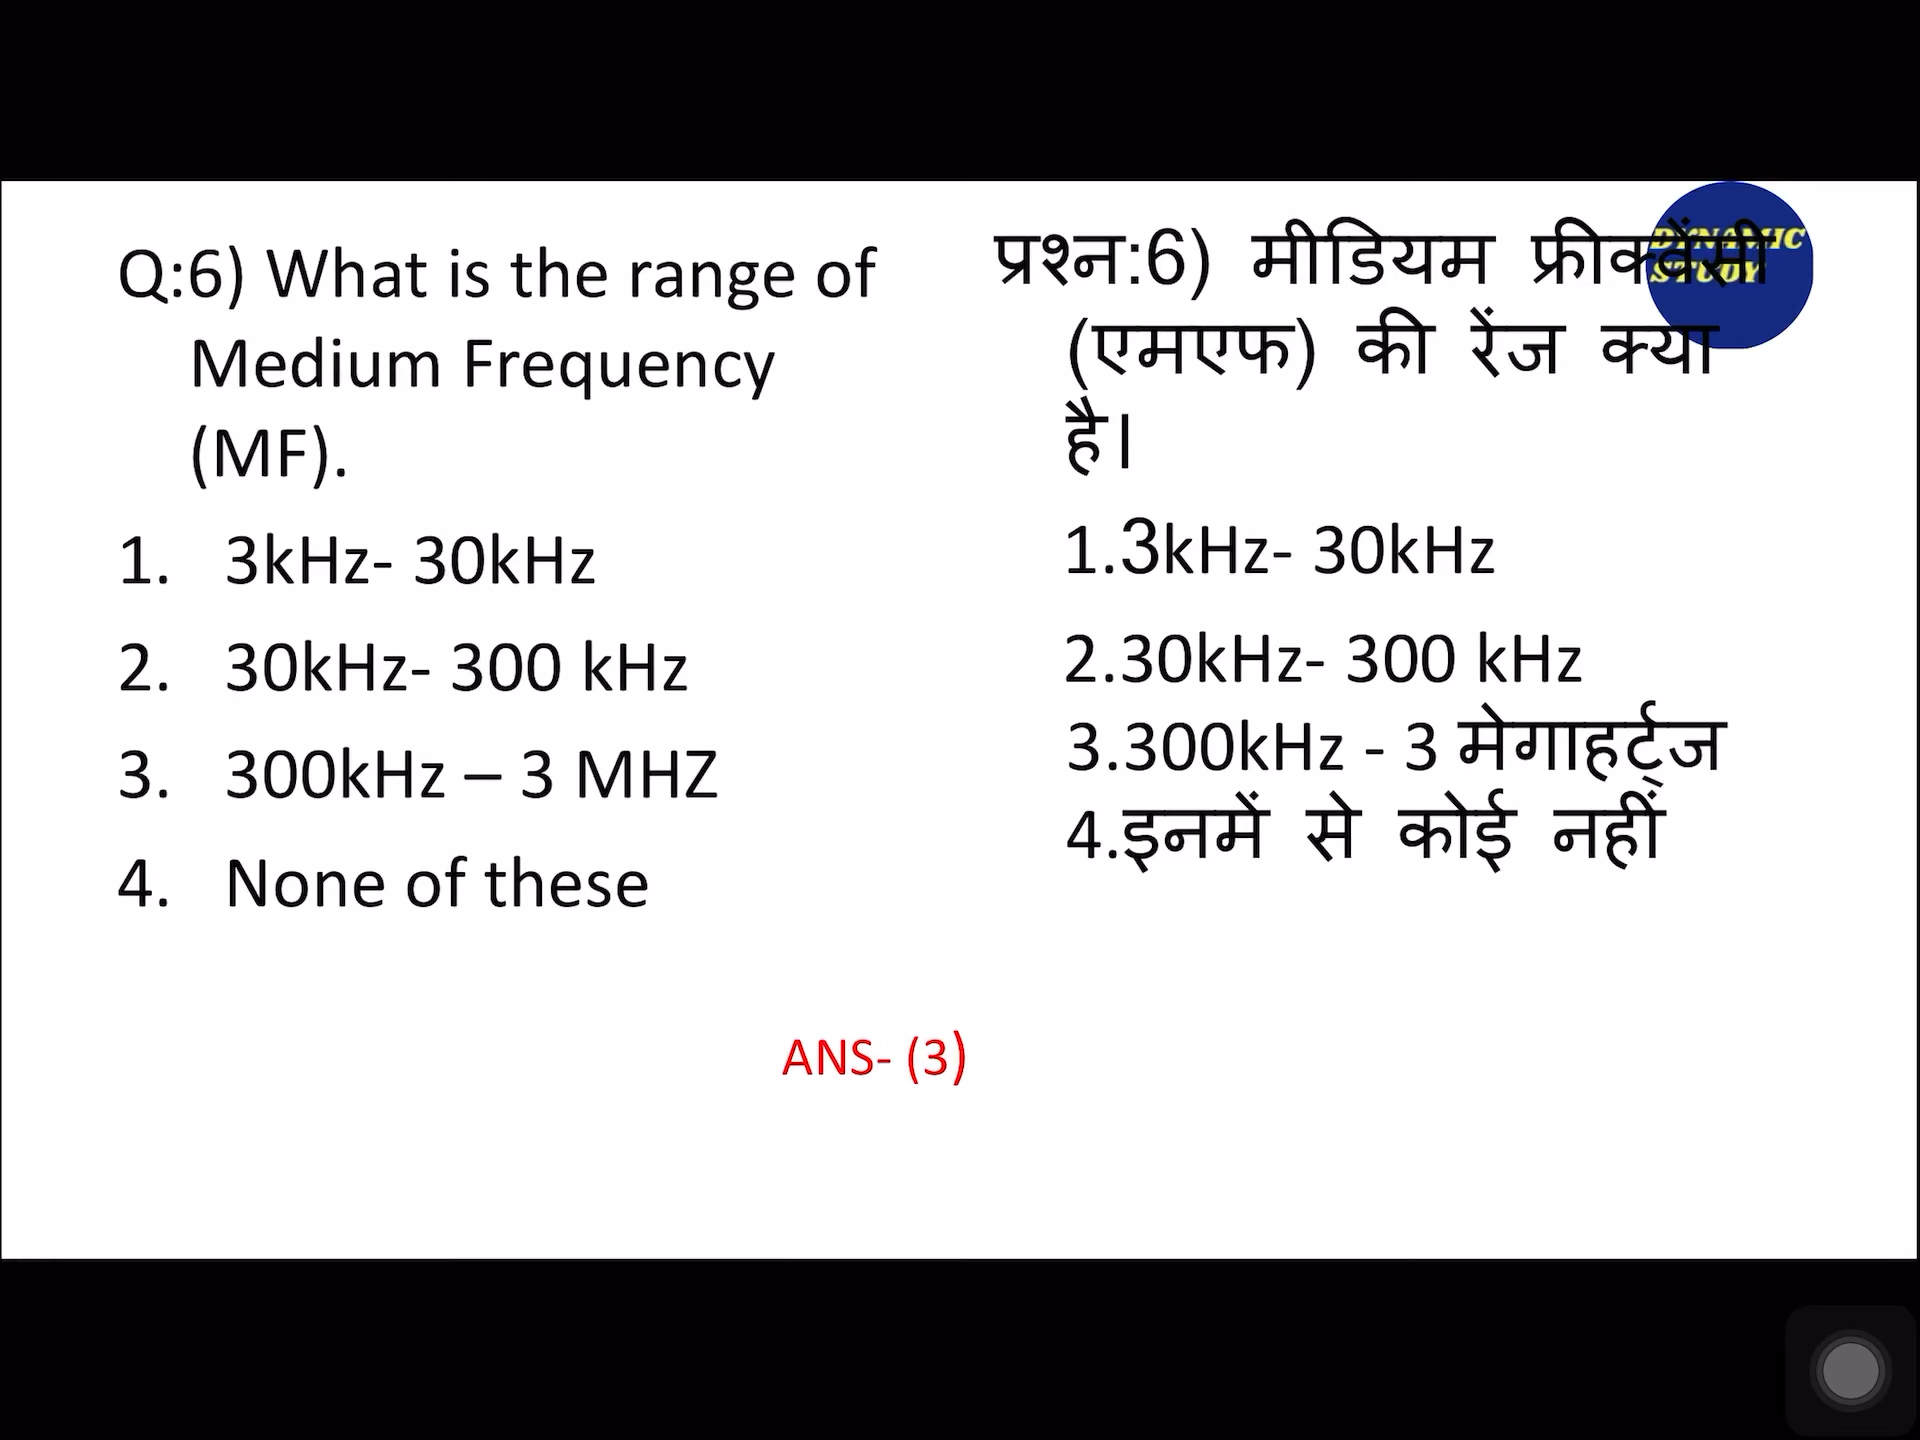 Q:6) What is the range of
Medium Frequency
(MF).
1. 3kHz- 30kHz
2. 30kHz- 300 kHz
3. 300kHz – 3 MHZ
4. None of these
प्रश्न:6) मीडियम फ्रीक्वेंसी
(एमएफ) की रेंज क्या
है।
1.3kHz- 30kHz
2.30kHz- 300 kHz
3.300kHz - 3 मेगाहर्ट्ज
4.इनमें से कोई नहीं
DYNAMIC
STUDY
ANS- (3)